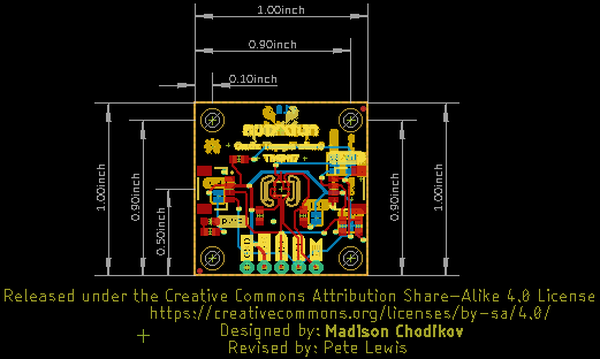 1.00inch
0.90inch
0.10inch
1.00inch
0.90inch
0.50inch
0.90inch
1.00inch
Released under the Creative Commons Attribution Share-Alike 4.0 License
https://creativecommons.org/licenses/by-sa/4.0/
Designed by: Madison Chodikov
Revised by: Pete Lewis